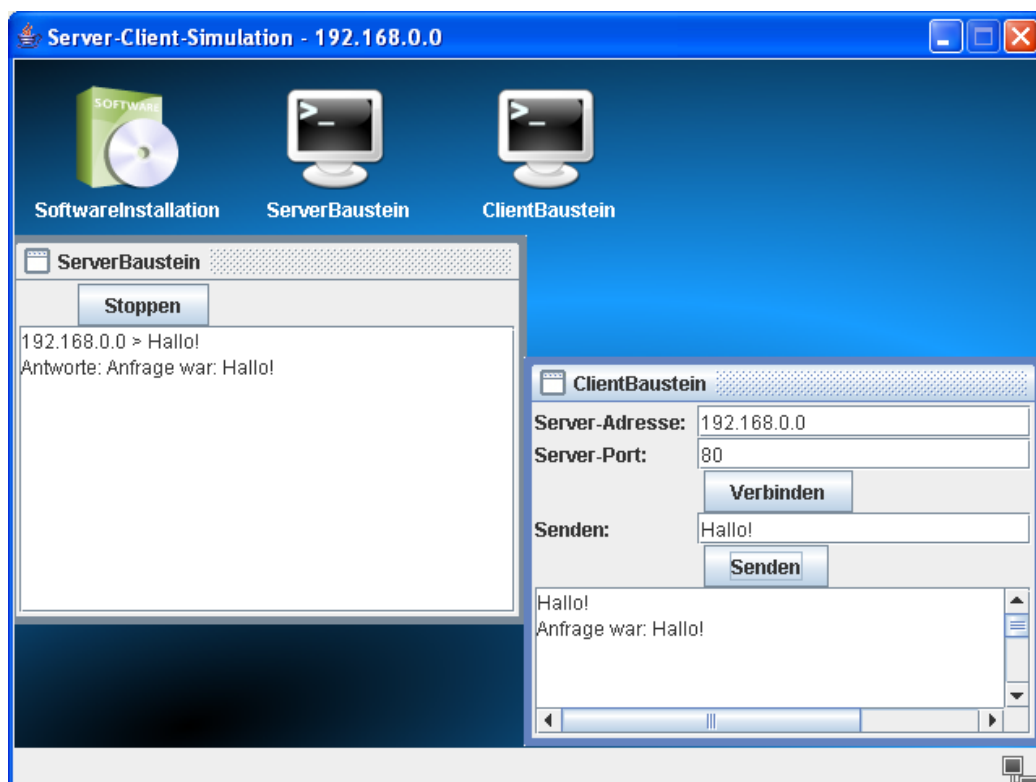 Server-Client-Simulation - 192.168.0.0
SOFTWARE
>_
>_
SoftwareInstallation
ServerBaustein
ClientBaustein
ServerBaustein
Stoppen
192.168.0.0 > Hallo!
Antworte: Anfrage war: Hallo!
ClientBaustein
Server-Adresse: 192.168.0.0
Server-Port: 80
Verbinden
Senden: Hallo!
Senden
Hallo!
Anfrage war: Hallo!